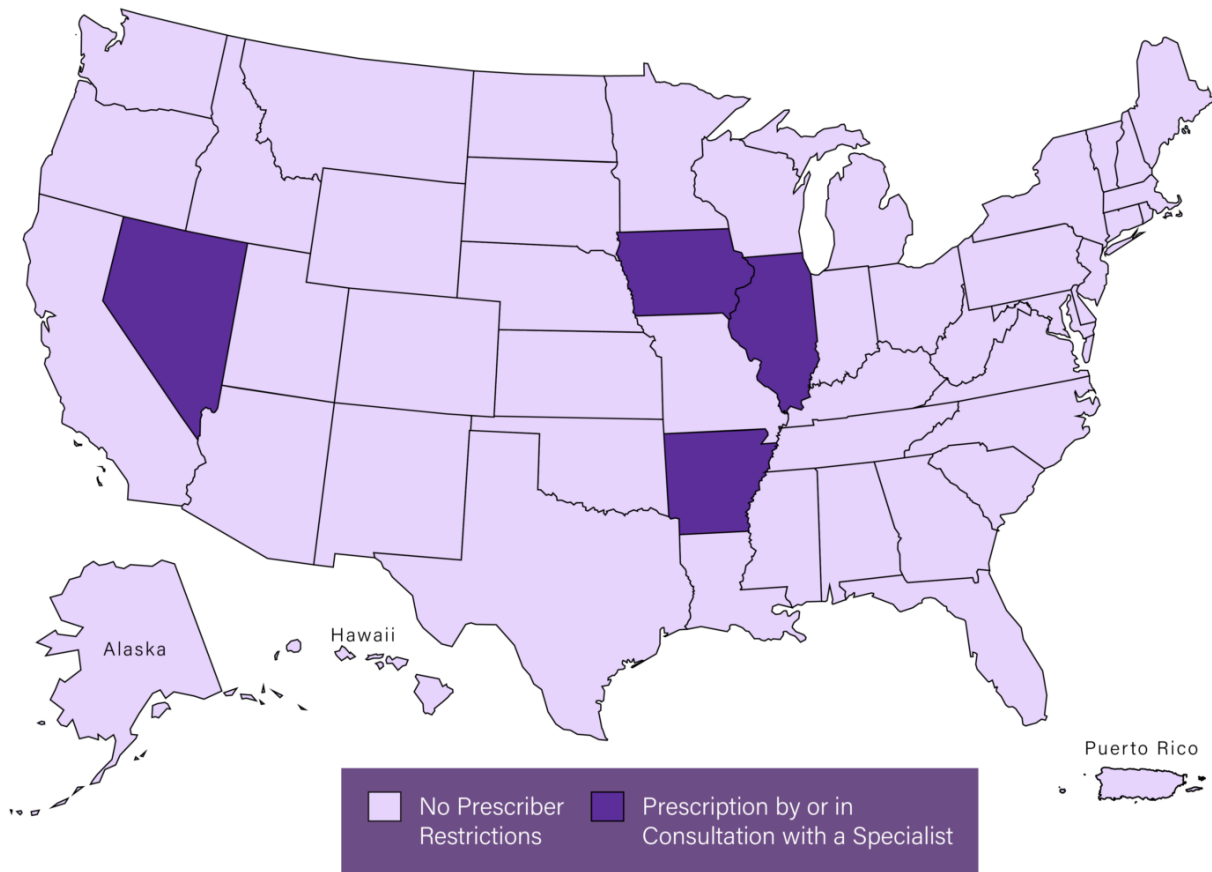 Alaska
Hawaii
Puerto Rico
No Prescriber
Restrictions
Prescription by or in
Consultation with a Specialist